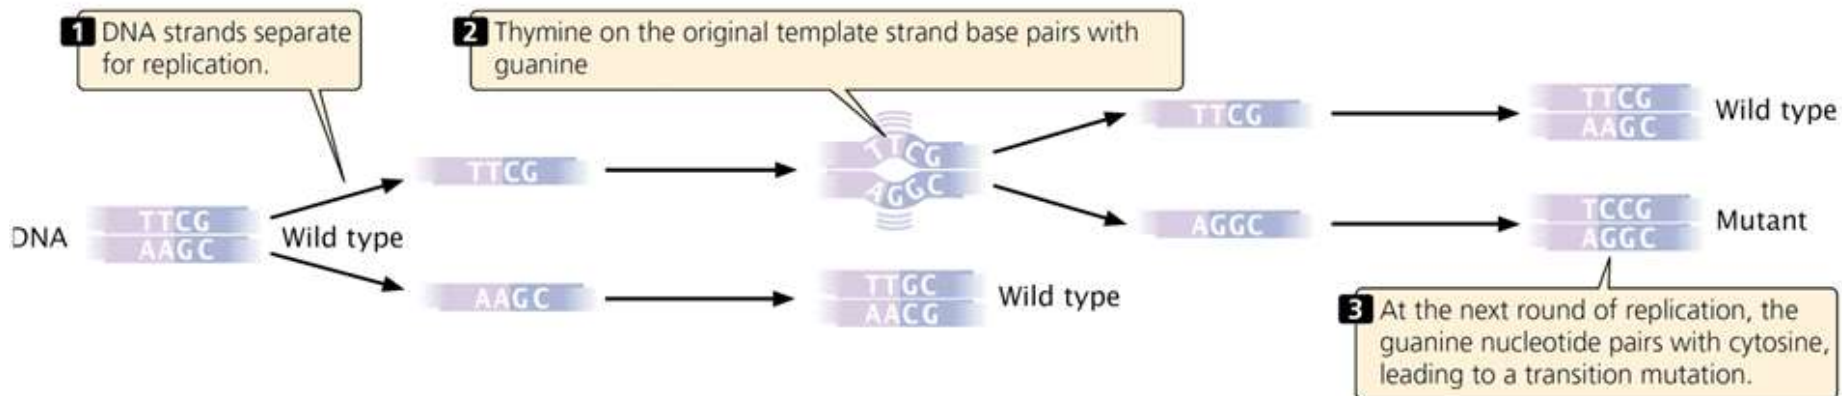 1 DNA strands separate
for replication.
2 Thymine on the original template strand base pairs with
guanine
DNA
TTCG
AAGC
Wild type
TTCG
AAGC
TTCG
AGGC
TTGC
AACG
Wild type
TTCG
AGGC
TTCG
AAGC
Wild type
TCCG
AGGC
Mutant
3 At the next round of replication, the
guanine nucleotide pairs with cytosine,
leading to a transition mutation.